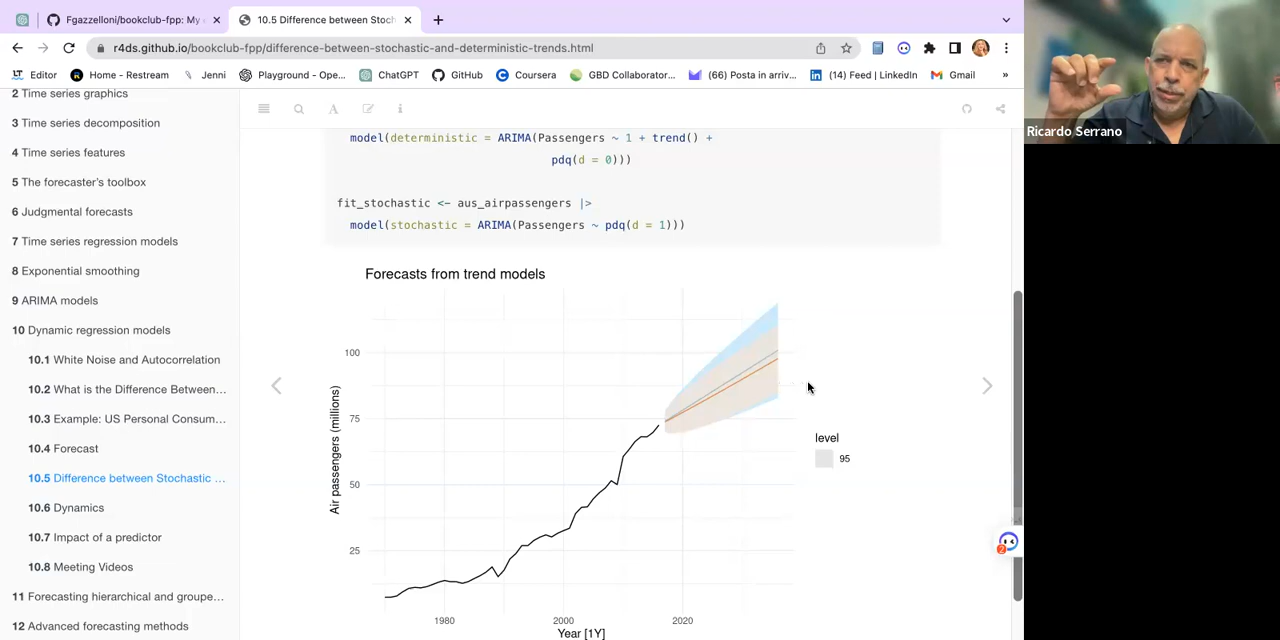 Fgazzelloni/bookclub-fpp: My
10.5 Difference between Stoch
r4ds.github.io/bookclub-fpp/difference-between-stochastic-and-deterministic-trends.html
Editor
Home - Restream
Jenni
Playground - Ope...
ChatGPT
GitHub
Coursera
GBD Collaborator...
(66) Posta in arriv...
(14) Feed | LinkedIn
Gmail
»
Ricardo Serrano
2 Time series graphics
3 Time series decomposition
4 Time series features
5 The forecaster's toolbox
6 Judgmental forecasts
7 Time series regression models
8 Exponential smoothing
9 ARIMA models
10 Dynamic regression models
10.1 White Noise and Autocorrelation
10.2 What is the Difference Between...
10.3 Example: US Personal Consum...
10.4 Forecast
10.5 Difference between Stochastic ...
10.6 Dynamics
10.7 Impact of a predictor
10.8 Meeting Videos
11 Forecasting hierarchical and groupe...
12 Advanced forecasting methods
model(deterministic = ARIMA(Passengers ~ 1 + trend() +
pdq(d = 0)))
fit_stochastic <- aus_airpassengers |>
model(stochastic = ARIMA(Passengers ~ pdq(d = 1)))
Forecasts from trend models
Air passengers (millions)
100
75
50
25
1980
2000
2020
Year [1Y]
level
95
2